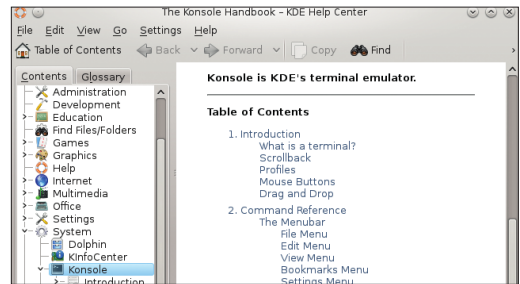 The Konsole Handbook – KDE Help Center
File Edit View Go Settings Help
Table of Contents Back Forward Copy Find
Contents Glossary
Administration
Development
Education
Find Files/Folders
Games
Graphics
Help
Internet
Multimedia
Office
Settings
System
Dolphin
KInfoCenter
Konsole
Introduction
Konsole is KDE's terminal emulator.
Table of Contents
1. Introduction
What is a terminal?
Scrollback
Profiles
Mouse Buttons
Drag and Drop
2. Command Reference
The Menubar
File Menu
Edit Menu
View Menu
Bookmarks Menu
Settings Menu